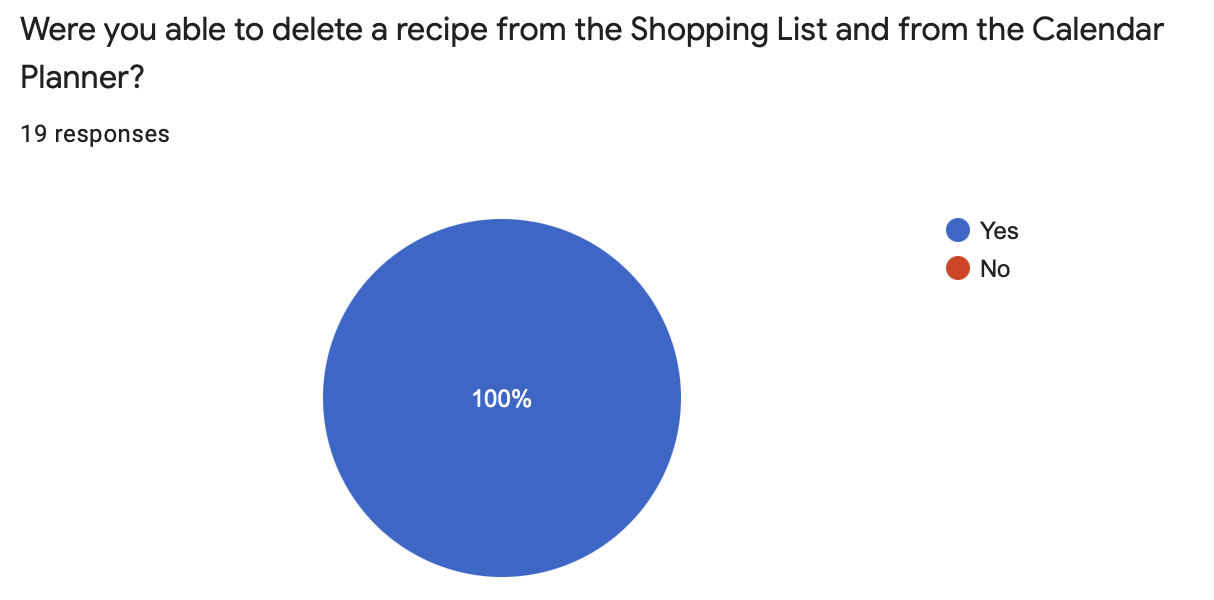 Were you able to delete a recipe from the Shopping List and from the Calendar
Planner?
19 responses
Yes
No
100%